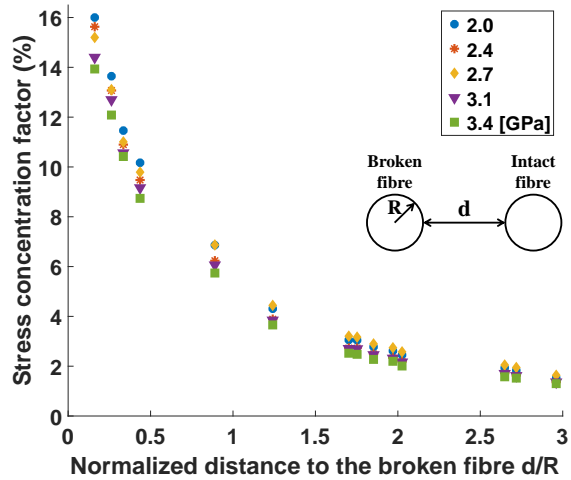 Stress concentration factor (%)
16
14
12
10
8
6
4
2
0
2.0
2.4
2.7
3.1
3.4 [GPa]
Broken fibre
Intact fibre
R
d
0
0.5
1
1.5
2
2.5
3
Normalized distance to the broken fibre d/R